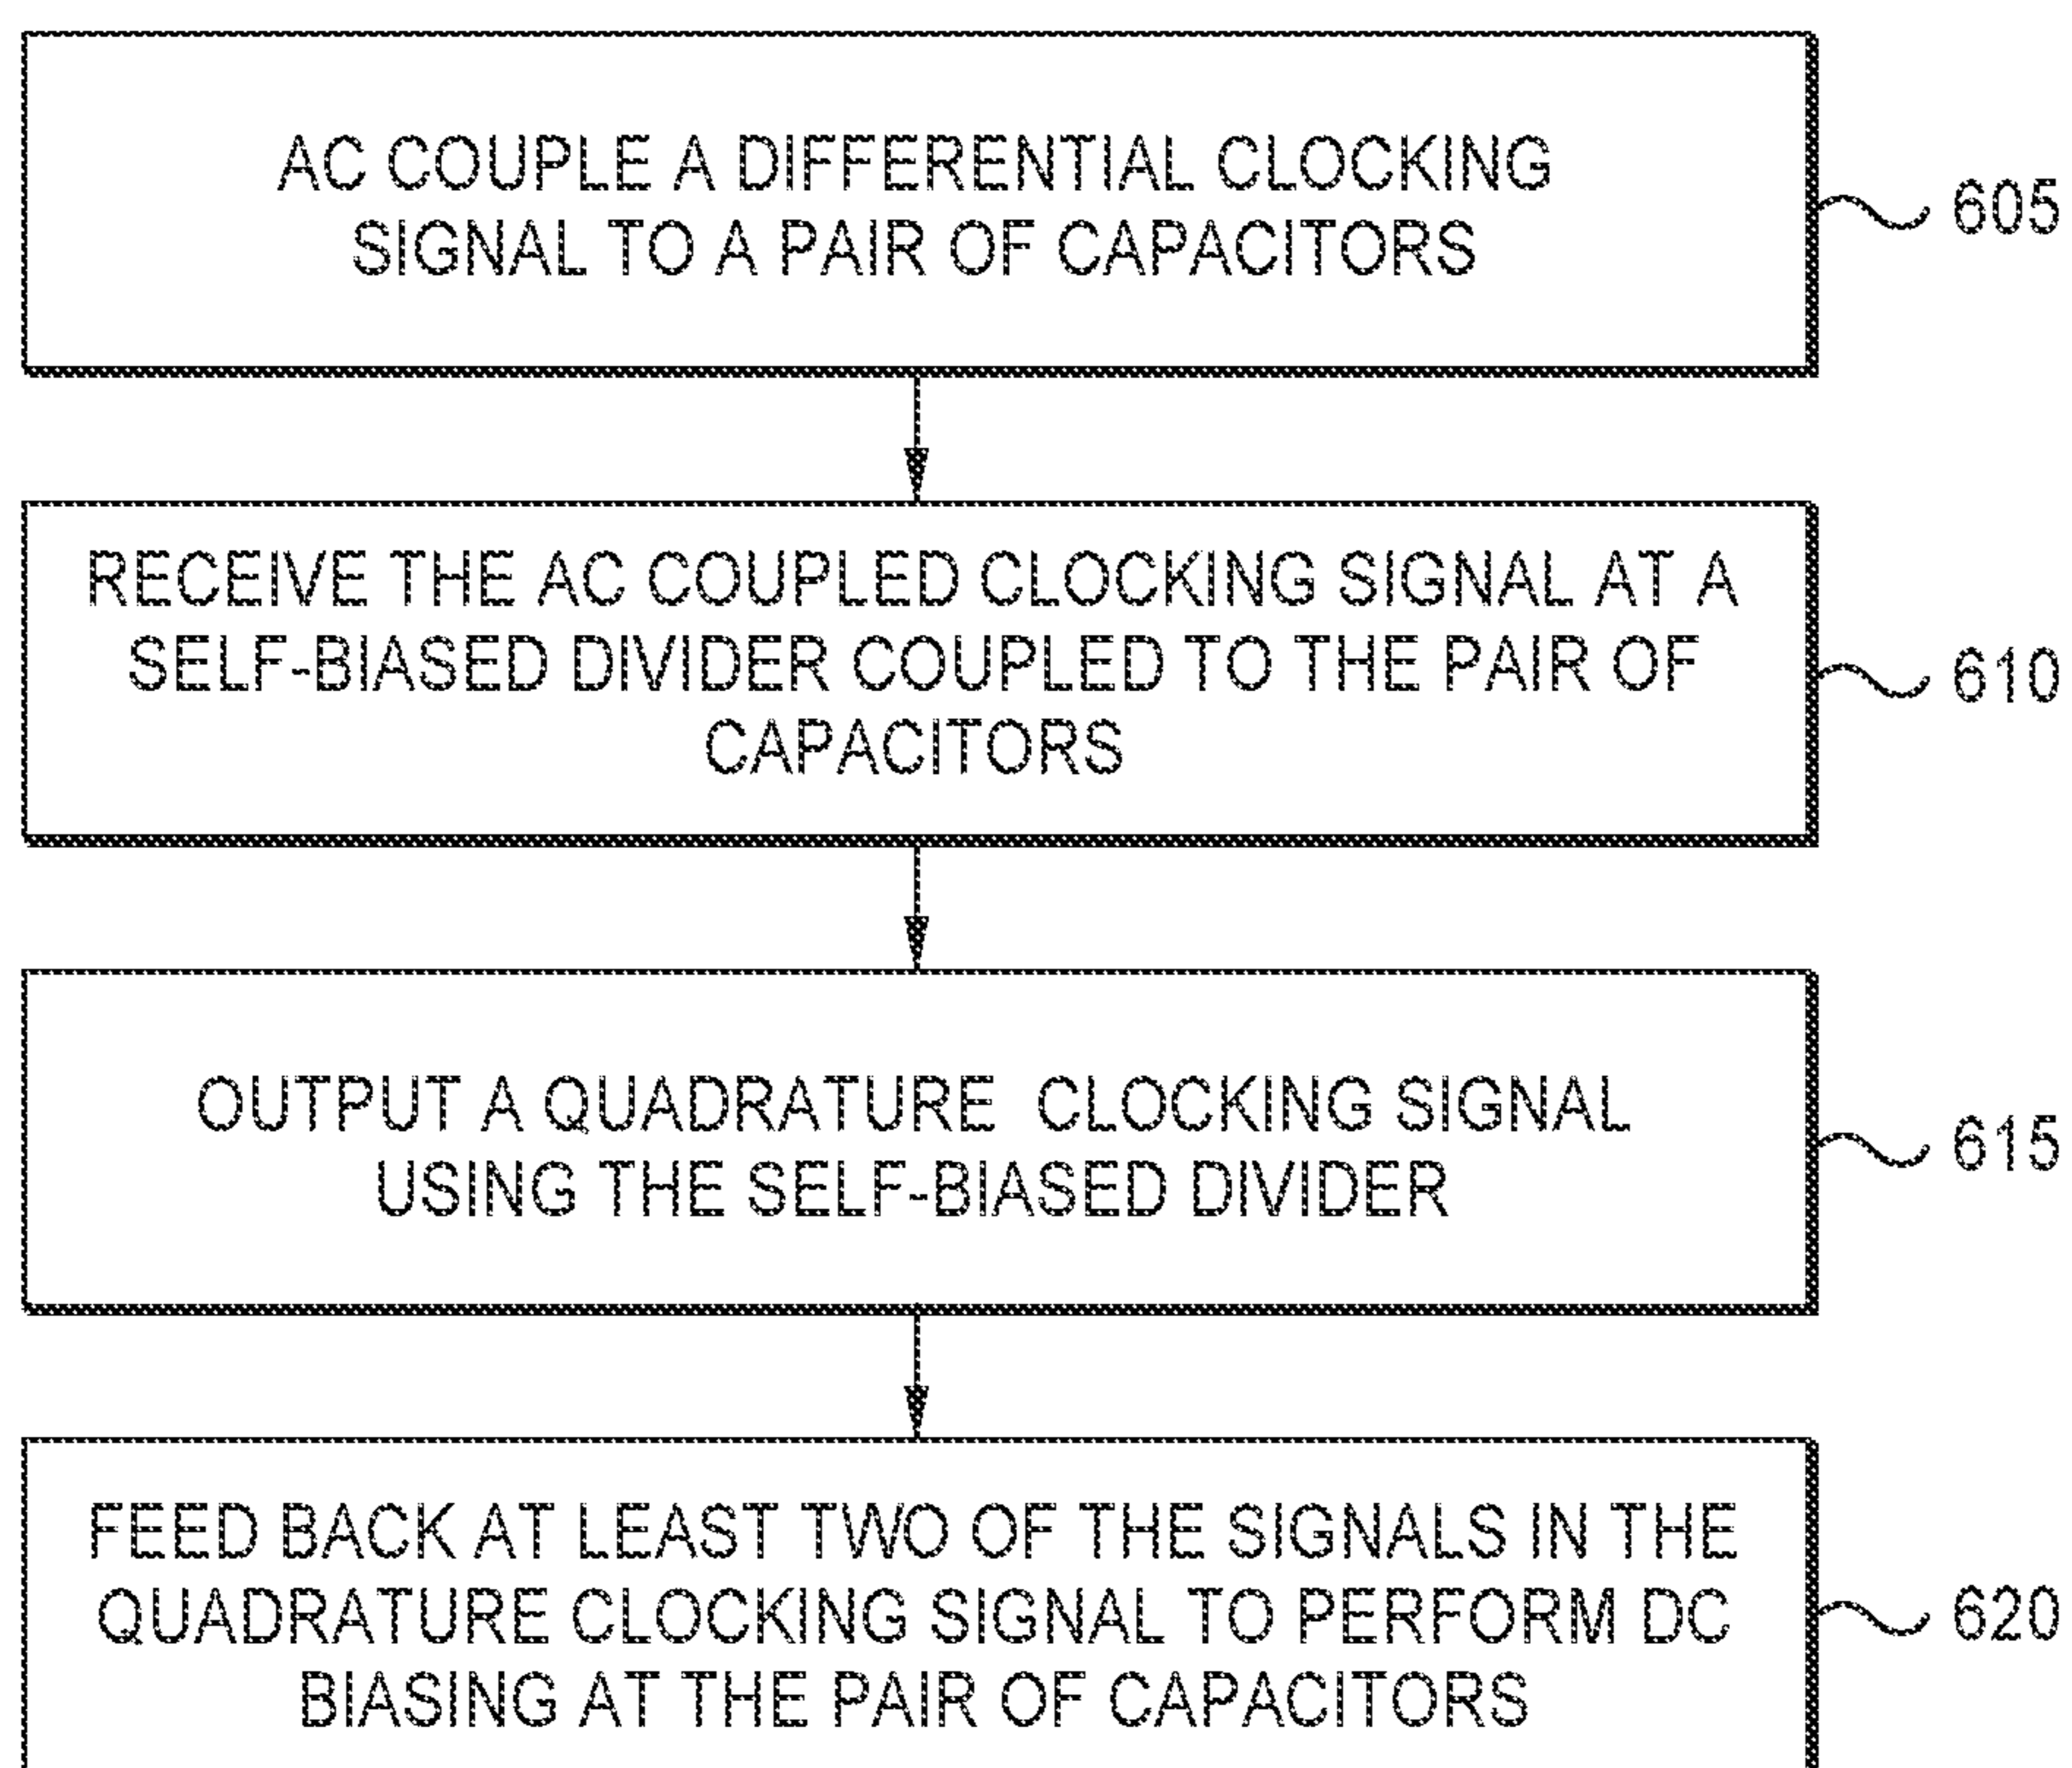 AC COUPLE A DIFFERENTIAL CLOCKING
SIGNAL TO A PAIR OF CAPACITORS
605
RECEIVE THE AC COUPLED CLOCKING SIGNAL AT A
SELF-BIASED DIVIDER COUPLED TO THE PAIR OF
CAPACITORS
610
OUTPUT A QUADRATURE CLOCKING SIGNAL
USING THE SELF-BIASED DIVIDER
615
FEED BACK AT LEAST TWO OF THE SIGNALS IN THE
QUADRATURE CLOCKING SIGNAL TO PERFORM DC
BIASING AT THE PAIR OF CAPACITORS
620